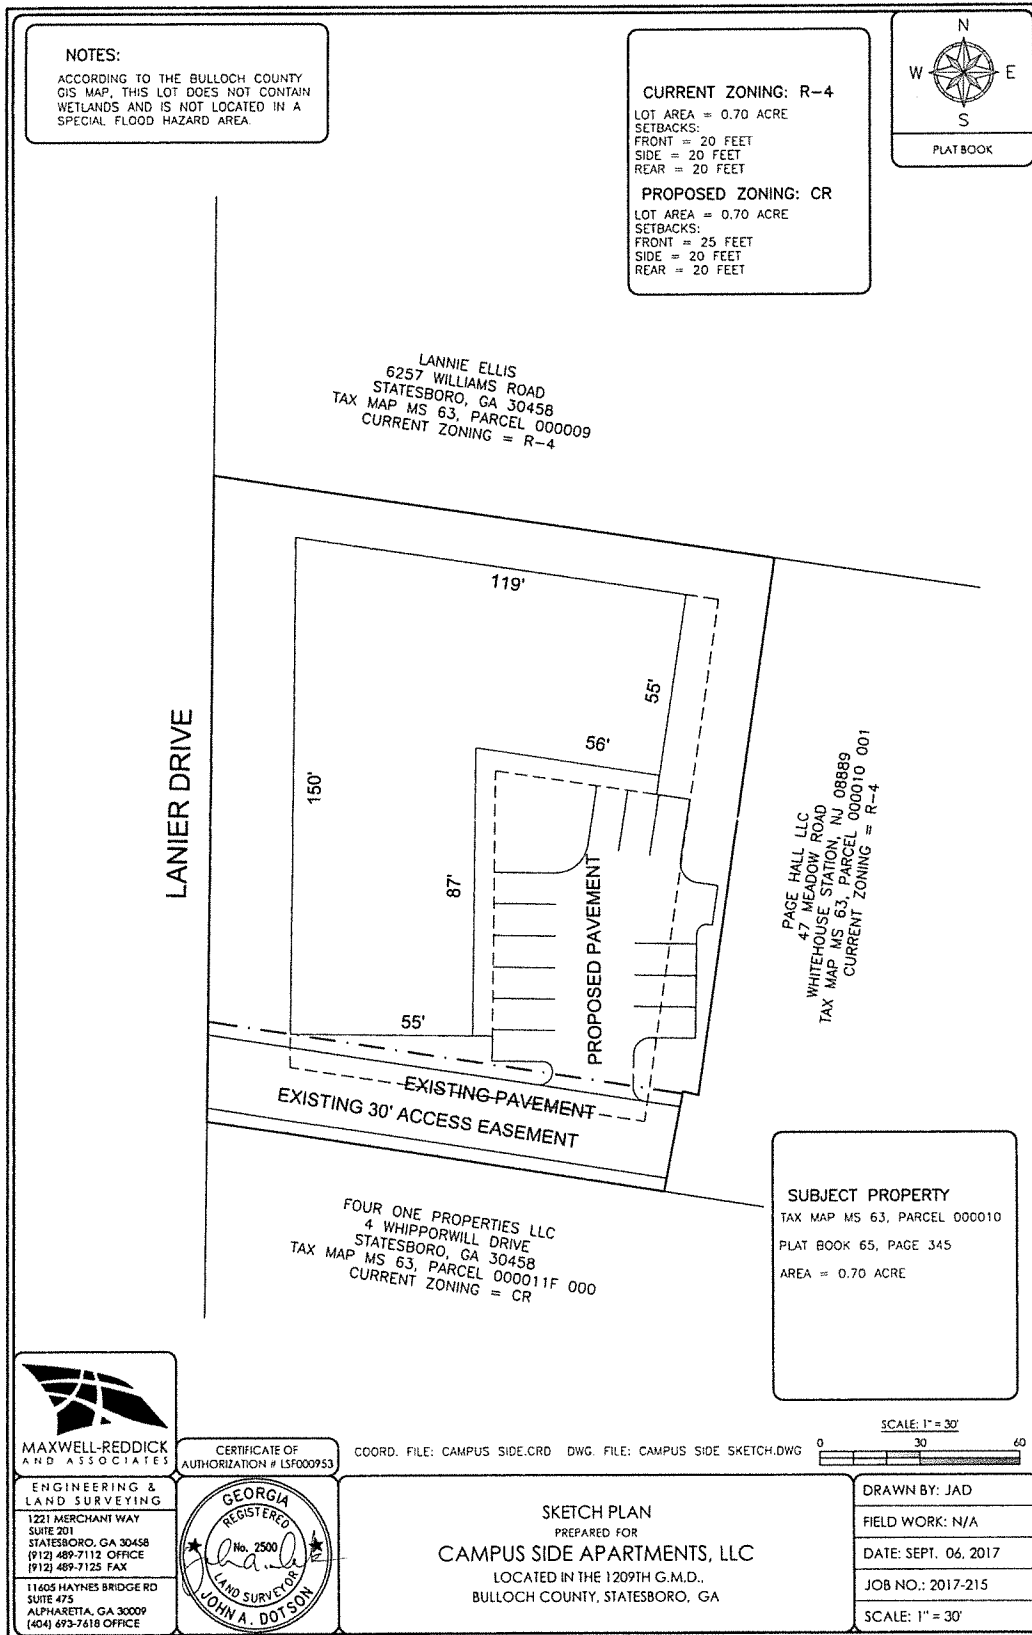 NOTES:
ACCORDING TO THE BULLOCH COUNTY
GIS MAP, THIS LOT DOES NOT CONTAIN
WETLANDS AND IS NOT LOCATED IN A
SPECIAL FLOOD HAZARD AREA.
CURRENT ZONING: R-4
LOT AREA = 0.70 ACRE
SETBACKS:
FRONT = 20 FEET
SIDE = 20 FEET
REAR = 20 FEET
PROPOSED ZONING: CR
LOT AREA = 0.70 ACRE
SETBACKS:
FRONT = 25 FEET
SIDE = 20 FEET
REAR = 20 FEET
N
W E
S
PLAT BOOK
LANNIE ELLIS
6257 WILLIAMS ROAD
STATESBORO, GA 30458
TAX MAP MS 63, PARCEL 000009
CURRENT ZONING = R-4
119'
55'
56'
150'
87'
55'
LANIER DRIVE
PROPOSED PAVEMENT
PAGE HALL LLC
47 MEADOW ROAD
WHITEHOUSE STATION, NJ 08889
TAX MAP MS 63, PARCEL 000010 001
CURRENT ZONING = R-4
EXISTING PAVEMENT
EXISTING 30' ACCESS EASEMENT
FOUR ONE PROPERTIES LLC
4 WHIPPORWILL DRIVE
STATESBORO, GA 30458
TAX MAP MS 63, PARCEL 000011F 000
CURRENT ZONING = CR
SUBJECT PROPERTY
TAX MAP MS 63, PARCEL 000010
PLAT BOOK 65, PAGE 345
AREA = 0.70 ACRE
MAXWELL-REDDICK
AND ASSOCIATES
ENGINEERING &
LAND SURVEYING
1221 MERCHANT WAY
SUITE 201
STATESBORO, GA 30458
(912) 489-7112 OFFICE
(912) 489-7125 FAX
11605 HAYNES BRIDGE RD
SUITE 475
ALPHARETTA, GA 30009
(404) 693-7618 OFFICE
CERTIFICATE OF
AUTHORIZATION # LSF000953
GEORGIA
REGISTERED
No. 2500
LAND SURVEYOR
JOHN A. DOTSON
COORD. FILE: CAMPUS SIDE.CRD DWG. FILE: CAMPUS SIDE SKETCH.DWG
SCALE: 1" = 30'
0 30 60
SKETCH PLAN
PREPARED FOR
CAMPUS SIDE APARTMENTS, LLC
LOCATED IN THE 1209TH G.M.D.,
BULLOCH COUNTY, STATESBORO, GA
DRAWN BY: JAD
FIELD WORK: N/A
DATE: SEPT. 06, 2017
JOB NO.: 2017-215
SCALE: 1" = 30'